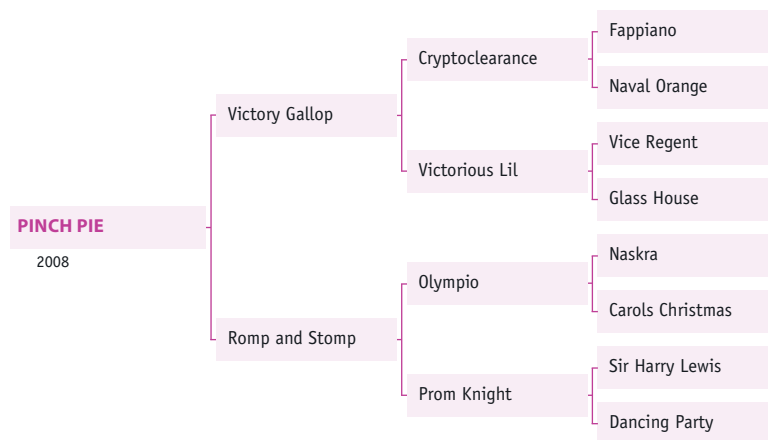 Fappiano
Cryptoclearance
Naval Orange
Victory Gallop
Vice Regent
Victorious Lil
Glass House
PINCH PIE
2008
Naskra
Olympio
Carols Christmas
Romp and Stomp
Sir Harry Lewis
Prom Knight
Dancing Party